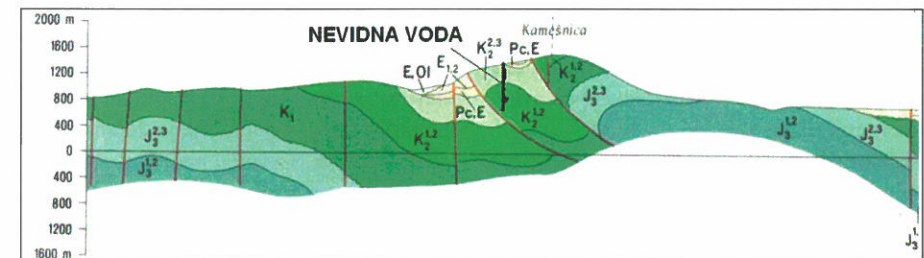 2000 m
1600
1200
800
400
0
400
800
1200
1600 m
NEVIDNA VODA
Kamešnica
E,Ol
E1,2
K2 2,3
Pc,E
K2 1,2
Pc,E
K1
K2 1,2
K2 1,2
J3 2,3
J3 2,3
J3 1,2
J3 1,2
J3 2,3
J3 1,